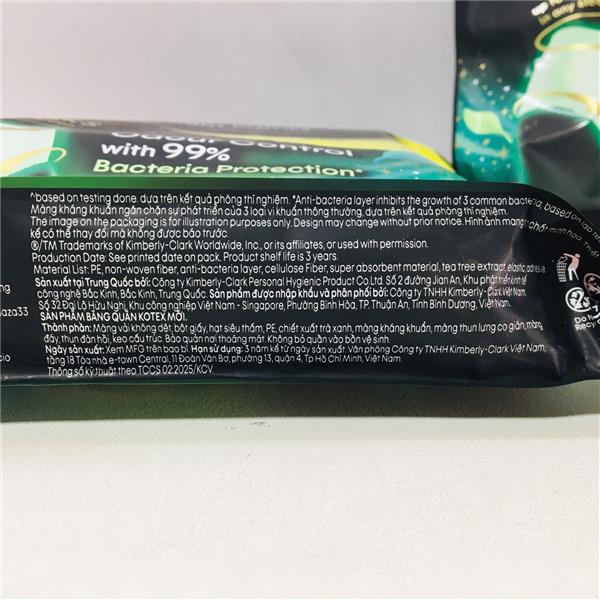 Odour Control
with 99%
Bacteria Protection*
^based on testing done. dựa trên kết quả phòng thí nghiệm. *Anti-bacteria layer inhibits the growth of 3 common bacteria, based on lab
Màng kháng khuẩn ngăn chặn sự phát triển của 3 loại vi khuẩn thông thường, dựa trên kết quả phòng thí nghiệm.
The image on the packaging is for illustration purposes only. Design may change without prior notice. Hình ảnh mang chất minh họa. Thiết
kế có thể thay đổi mà không được báo trước.
®/TM Trademarks of Kimberly-Clark Worldwide, Inc., or its affiliates, or used with permission.
Production Date: See printed date on pack. Product shelf life is 3 years.
Material List: PE, non-woven fiber, anti-bacteria layer, cellulose fiber, super absorbent material, tea tree extract, elastic, adhesive.
Sản xuất tại Trung Quốc bởi: Công ty Kimberly-Clark Personal Hygienic Product Co.Ltd. Số 2 đường Jian An, Khu phát triển kinh tế
công nghệ Bắc Kinh, Bắc Kinh, Trung Quốc. Sản phẩm được nhập khẩu và phân phối bởi: Công ty TNHH Kimberly-Clark Việt Nam,
Số 32 Đại Lộ Hữu Nghị, Khu công nghiệp Việt Nam - Singapore, Phường Bình Hòa, TP. Thuận An, Tỉnh Bình Dương, Việt Nam.
SẢN PHẨM BĂNG QUẦN KOTEX MỚI.
Thành phần: Màng vải không dệt, bột giấy, hạt siêu thấm, PE, chiết xuất trà xanh, màng kháng khuẩn, màng thun lưng co giãn, màng
đáy, thun đàn hồi, keo cấu trúc. Bảo quản nơi thoáng mát. Không bỏ quần vào bồn vệ sinh.
Ngày sản xuất: Xem MFG trên bao bì. Hạn sử dụng: 3 năm kể từ ngày sản xuất. Văn phòng Công ty TNHH Kimberly-Clark Việt Nam,
tầng 18 Tòa nhà e-town Central, 11 Đoàn Văn Bơ, phường 13, quận 4, Tp Hồ Chí Minh, Việt Nam.
Thông số kỹ thuật theo TCCS 02:2025/KCV
ng
aza33
cio
in any
Do N
Recyc